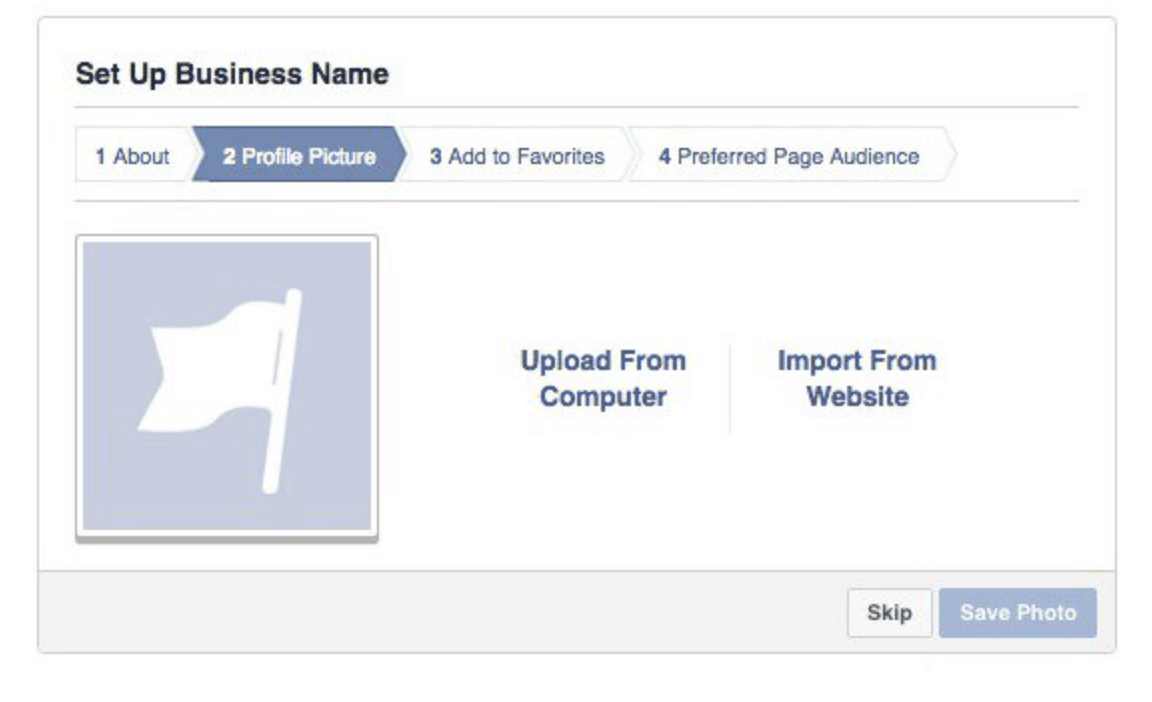 Set Up Business Name
1 About 2 Profile Picture 3 Add to Favorites 4 Preferred Page Audience
Upload From
Computer
Import From
Website
Skip Save Photo